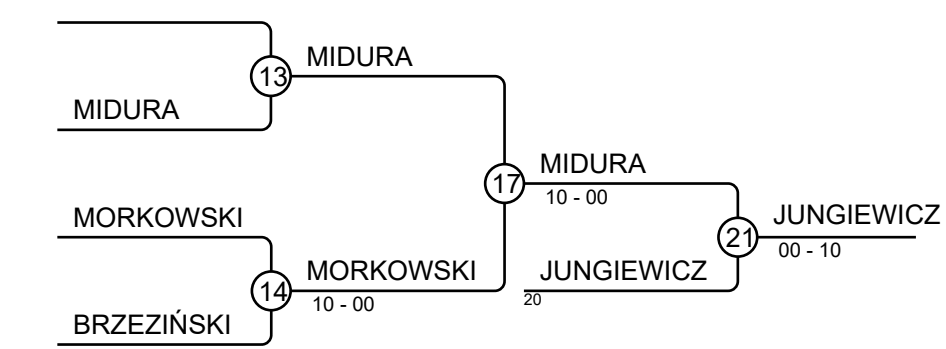 MIDURA
13
MIDURA
MIDURA
17
10 - 00
MORKOWSKI
JUNGIEWICZ
21
00 - 10
MORKOWSKI
JUNGIEWICZ
14
10 - 00
20
BRZEZIŃSKI